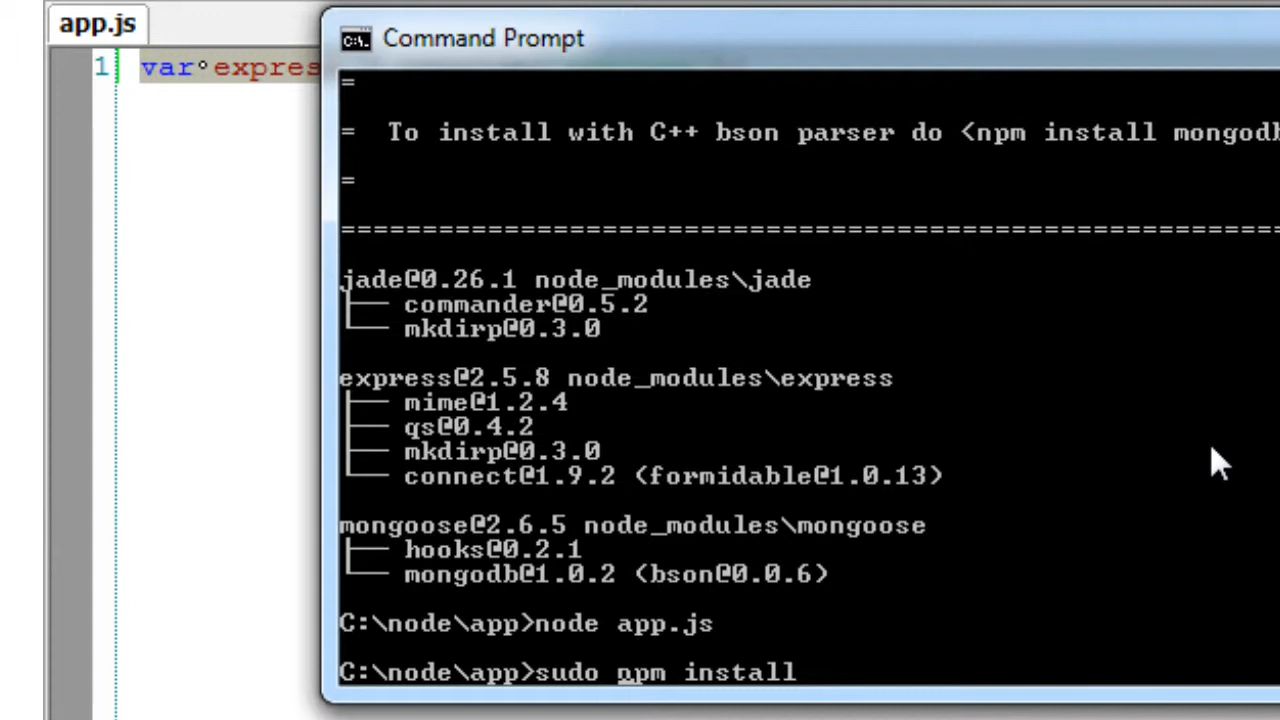 app.js
1 var expres
C:\. Command Prompt
=
= To install with C++ bson parser do <npm install mongodb
=
==========================================================
jade@0.26.1 node_modules\jade
├── commander@0.5.2
└── mkdirp@0.3.0
express@2.5.8 node_modules\express
├── mime@1.2.4
├── qs@0.4.2
├── mkdirp@0.3.0
└── connect@1.9.2 (formidable@1.0.13)
mongoose@2.6.5 node_modules\mongoose
├── hooks@0.2.1
└── mongodb@1.0.2 (bson@0.0.6)
C:\node\app>node app.js
C:\node\app>sudo npm install